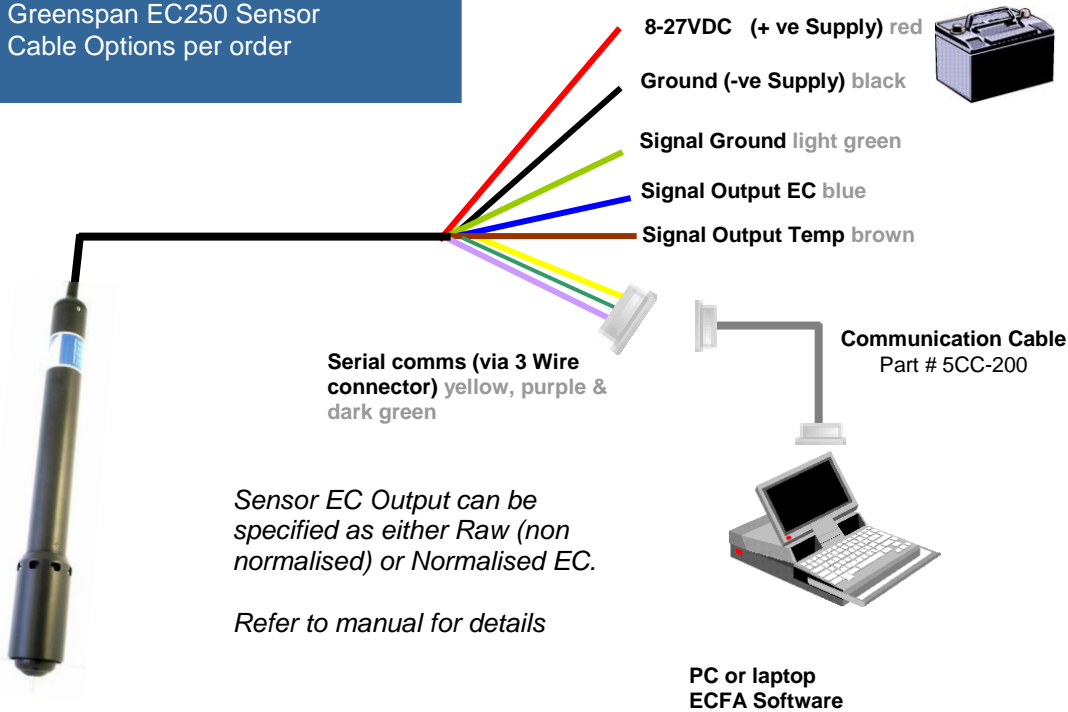 Greenspan EC250 Sensor
Cable Options per order
8-27VDC (+ ve Supply) red
Ground (-ve Supply) black
Signal Ground light green
Signal Output EC blue
Signal Output Temp brown
Serial comms (via 3 Wire
connector) yellow, purple &
dark green
Communication Cable
Part # 5CC-200
Sensor EC Output can be
specified as either Raw (non
normalised) or Normalised EC.
Refer to manual for details
PC or laptop
ECFA Software